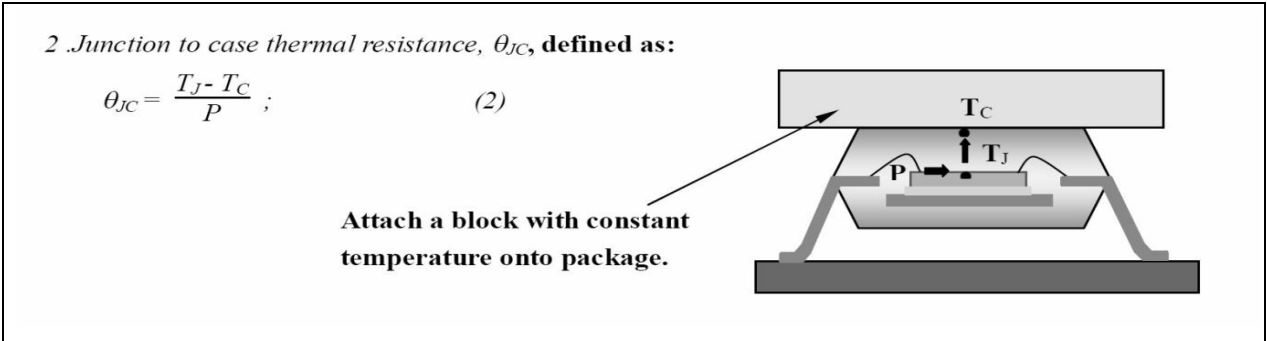 2 .Junction to case thermal resistance, θJC, defined as:
θJC = TJ - TC / P ; (2)
TC
TJ
P
Attach a block with constant
temperature onto package.